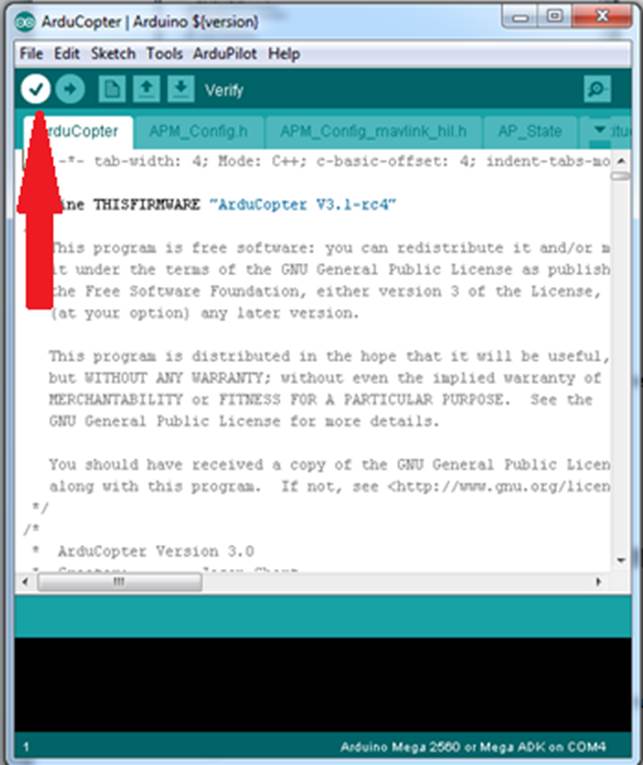 ArduCopter | Arduino ${version}
File Edit Sketch Tools ArduPilot Help
Verify
rduCopter APM_Config.h APM_Config_mavlink_hil.h AP_State
-*- tab-width: 4; Mode: C++; c-basic-offset: 4; indent-tabs-mo
ine THISFIRMWARE "ArduCopter V3.1-rc4"
This program is free software: you can redistribute it and/or m
it under the terms of the GNU General Public License as publish
the Free Software Foundation, either version 3 of the License,
(at your option) any later version.
This program is distributed in the hope that it will be useful,
but WITHOUT ANY WARRANTY; without even the implied warranty of
MERCHANTABILITY or FITNESS FOR A PARTICULAR PURPOSE. See the
GNU General Public License for more details.
You should have received a copy of the GNU General Public Licen
along with this program. If not, see <http://www.gnu.org/licen
*/
/*
* ArduCopter Version 3.0
1 Arduino Mega 2560 or Mega ADK on COM4